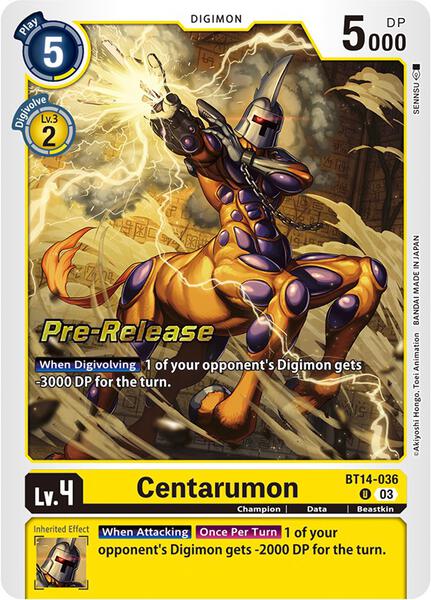 Play
5
DIGIMON
DP
5000
Digivolve
Lv.3
2
SENNSU
©Akiyoshi Hongo, Toei Animation BANDAI MADE IN JAPAN
Pre-Release
When Digivolving 1 of your opponent's Digimon gets
-3000 DP for the turn.
Lv.4
Centarumon
BT14-036
U 03
Champion | Data | Beastkin
Inherited Effect
When Attacking Once Per Turn 1 of your
opponent's Digimon gets -2000 DP for the turn.